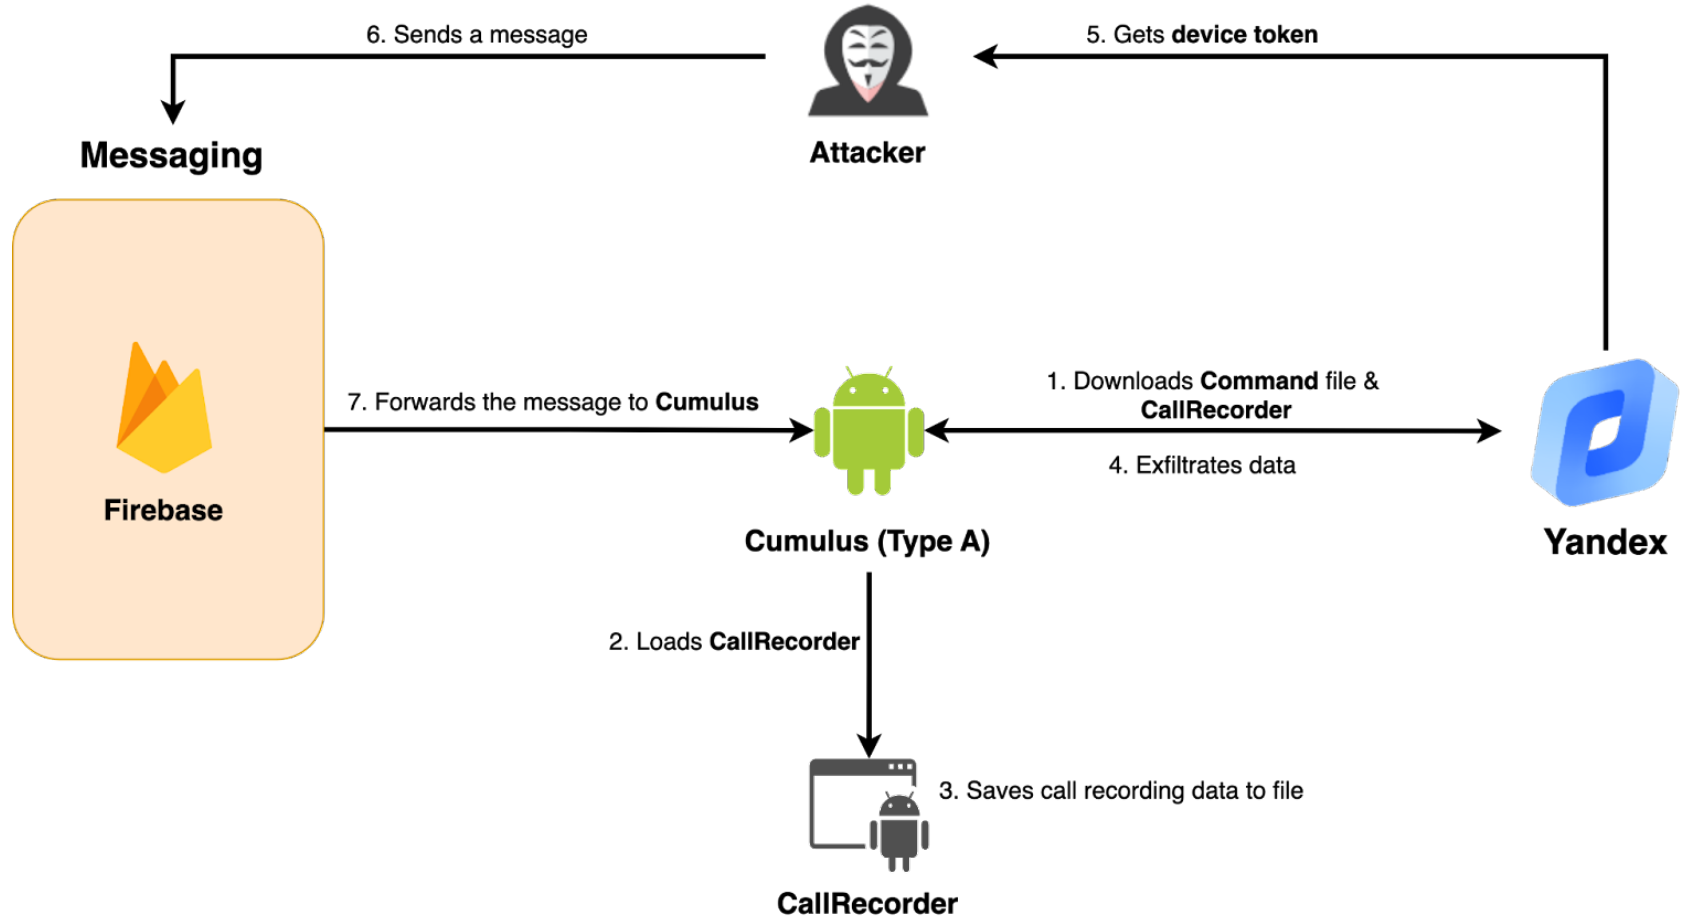 6. Sends a message
5. Gets device token
Attacker
Messaging
1. Downloads Command file &
CallRecorder
7. Forwards the message to Cumulus
4. Exfiltrates data
Firebase
Cumulus (Type A)
Yandex
2. Loads CallRecorder
3. Saves call recording data to file
CallRecorder